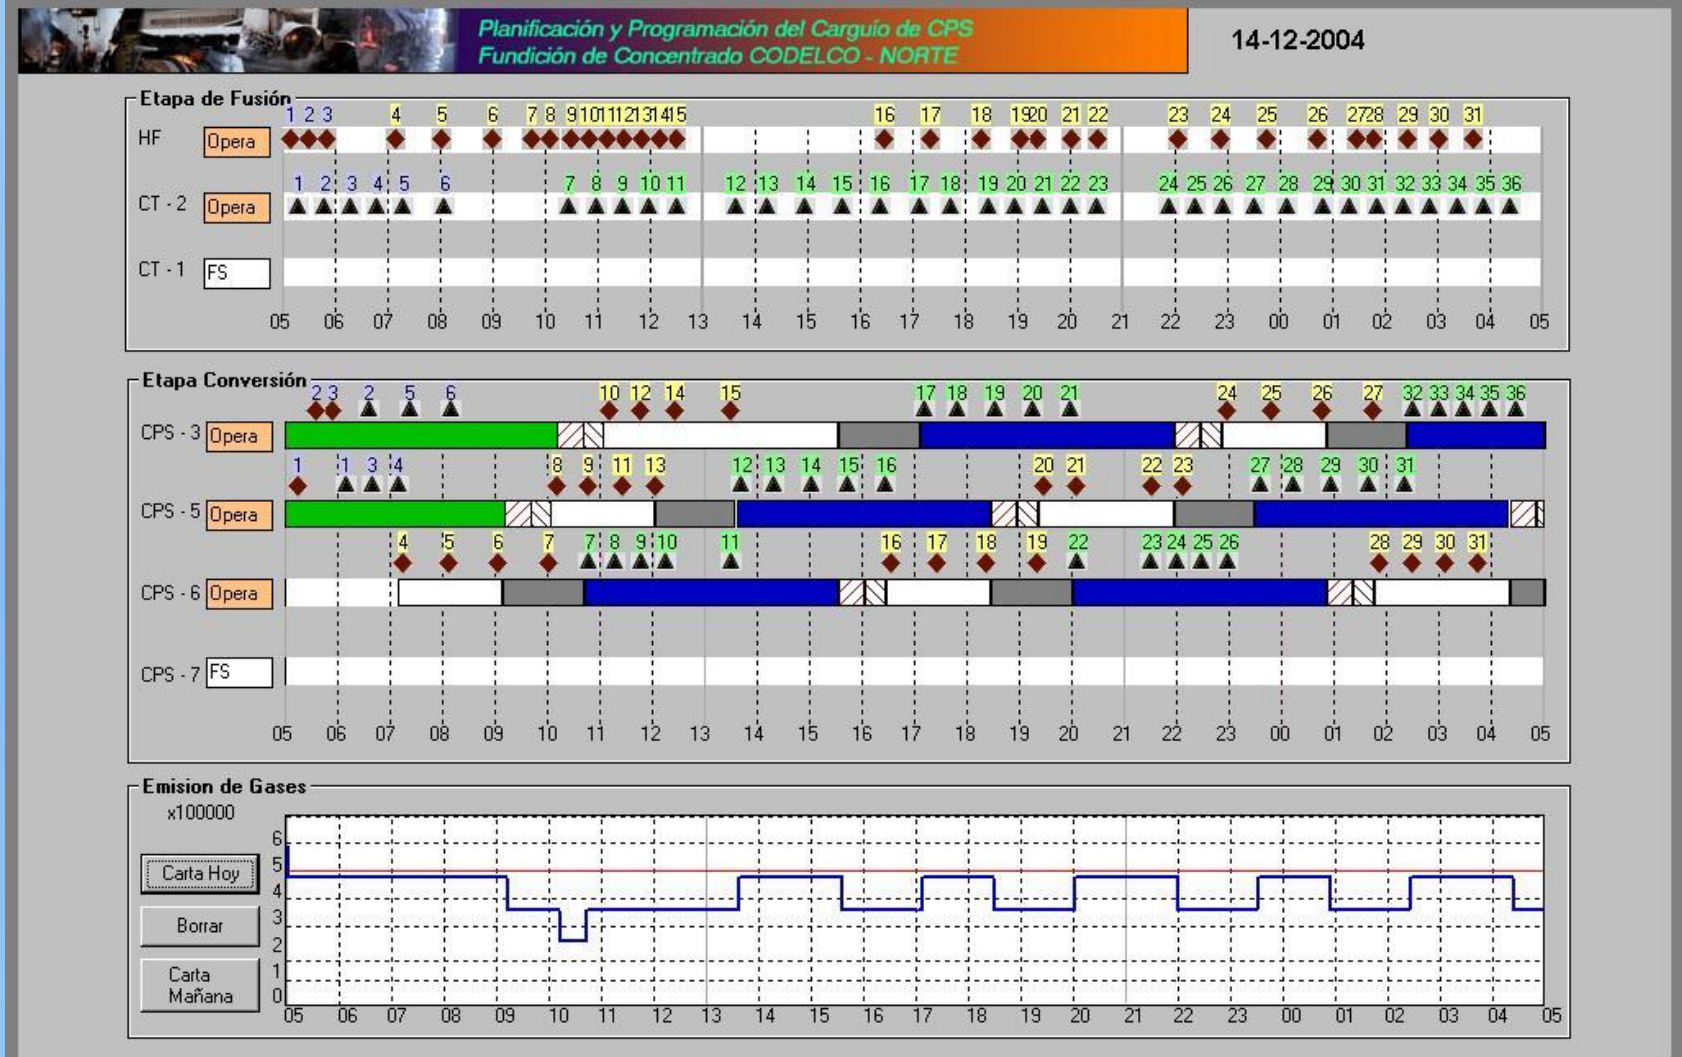 Planificación y Programación del Carguío de CPS
Fundición de Concentrado CODELCO - NORTE
14-12-2004
Etapa de Fusión
1 2 3 4 5 6 7 8 9 10 11 12 13 14 15 16 17 18 19 20 21 22 23 24 25 26 27 28 29 30 31
HF Opera
1 2 3 4 5 6 7 8 9 10 11 12 13 14 15 16 17 18 19 20 21 22 23 24 25 26 27 28 29 30 31 32 33 34 35 36
CT - 2 Opera
CT - 1 FS
05 06 07 08 09 10 11 12 13 14 15 16 17 18 19 20 21 22 23 00 01 02 03 04 05
Etapa Conversión
2 3 2 5 6 10 12 14 15 17 18 19 20 21 24 25 26 27 32 33 34 35 36
CPS - 3 Opera
1 1 3 4 8 9 11 13 12 13 14 15 16 20 21 22 23 27 28 29 30 31
CPS - 5 Opera
4 5 6 7 7 8 9 10 11 16 17 18 19 22 23 24 25 26 28 29 30 31
CPS - 6 Opera
CPS - 7 FS
05 06 07 08 09 10 11 12 13 14 15 16 17 18 19 20 21 22 23 00 01 02 03 04 05
Emision de Gases
x100000
6
5
Carta Hoy
4
3
Borrar
2
1
Carta
Mañana
0
05 06 07 08 09 10 11 12 13 14 15 16 17 18 19 20 21 22 23 00 01 02 03 04 05